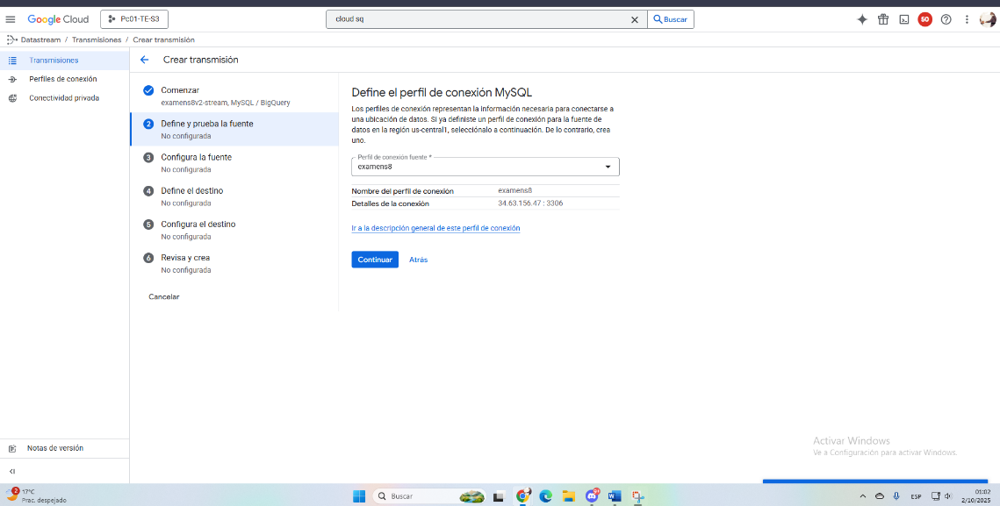 Google Cloud
Pc01-TE-S3
cloud sq
Buscar
50
Datastream / Transmisiones / Crear transmisión
Transmisiones
Perfiles de conexión
Conectividad privada
Crear transmisión
Comenzar
examens8v2-stream, MySQL / BigQuery
2 Define y prueba la fuente
No configurada
3 Configura la fuente
No configurada
4 Define el destino
No configurada
5 Configura el destino
No configurada
6 Revisa y crea
No configurada
Cancelar
Define el perfil de conexión MySQL
Los perfiles de conexión representan la información necesaria para conectarse a
una ubicación de datos. Si ya definiste un perfil de conexión para la fuente de
datos en la región us-central1, selecciónalo a continuación. De lo contrario, crea
uno.
Perfil de conexión fuente *
examens8
Nombre del perfil de conexión examens8
Detalles de la conexión 34.63.156.47 : 3306
Ir a la descripción general de este perfil de conexión
Continuar Atrás
Notas de versión
Activar Windows
Ve a Configuración para activar Windows.
2
17°C
Prac. despejado
Buscar
ESP
01:02
2/10/2025